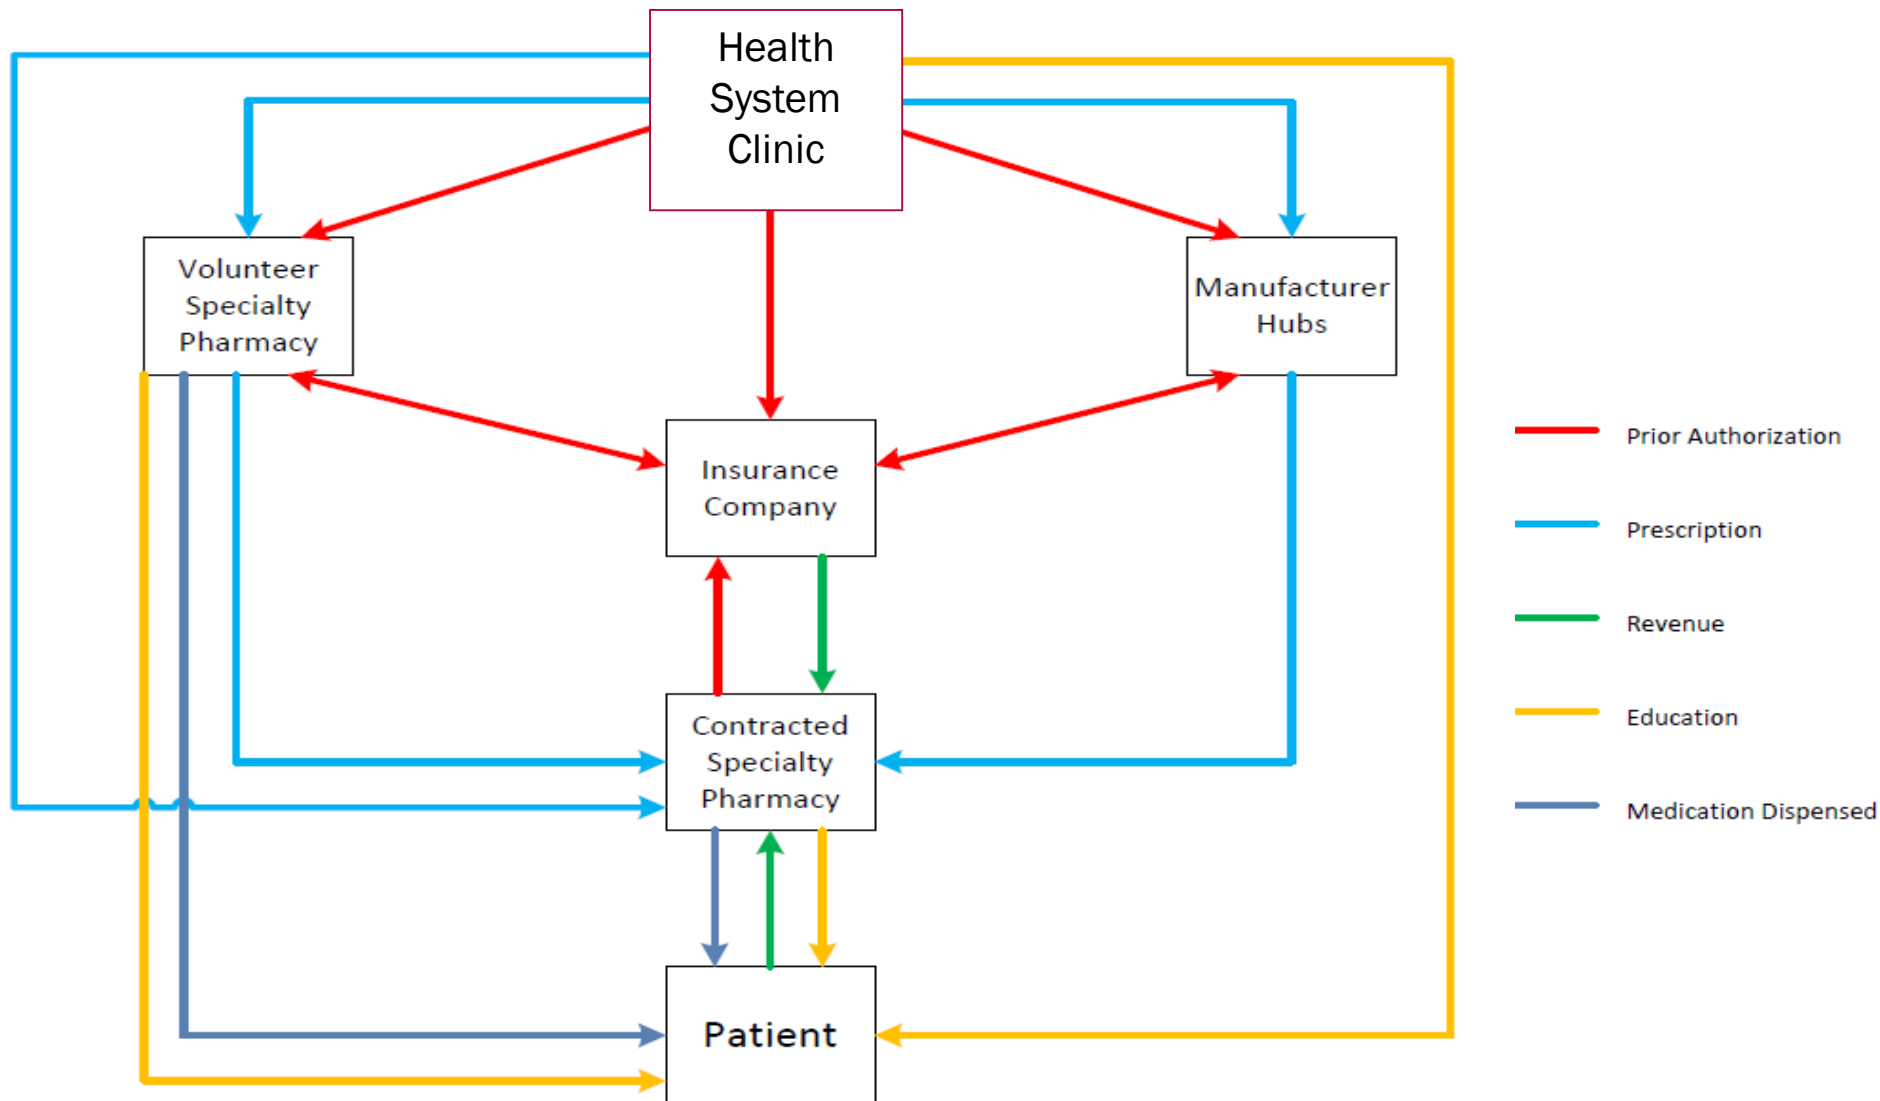 Health
System
Clinic
Volunteer
Specialty
Pharmacy
Manufacturer
Hubs
Insurance
Company
Contracted
Specialty
Pharmacy
Patient
Prior Authorization
Prescription
Revenue
Education
Medication Dispensed